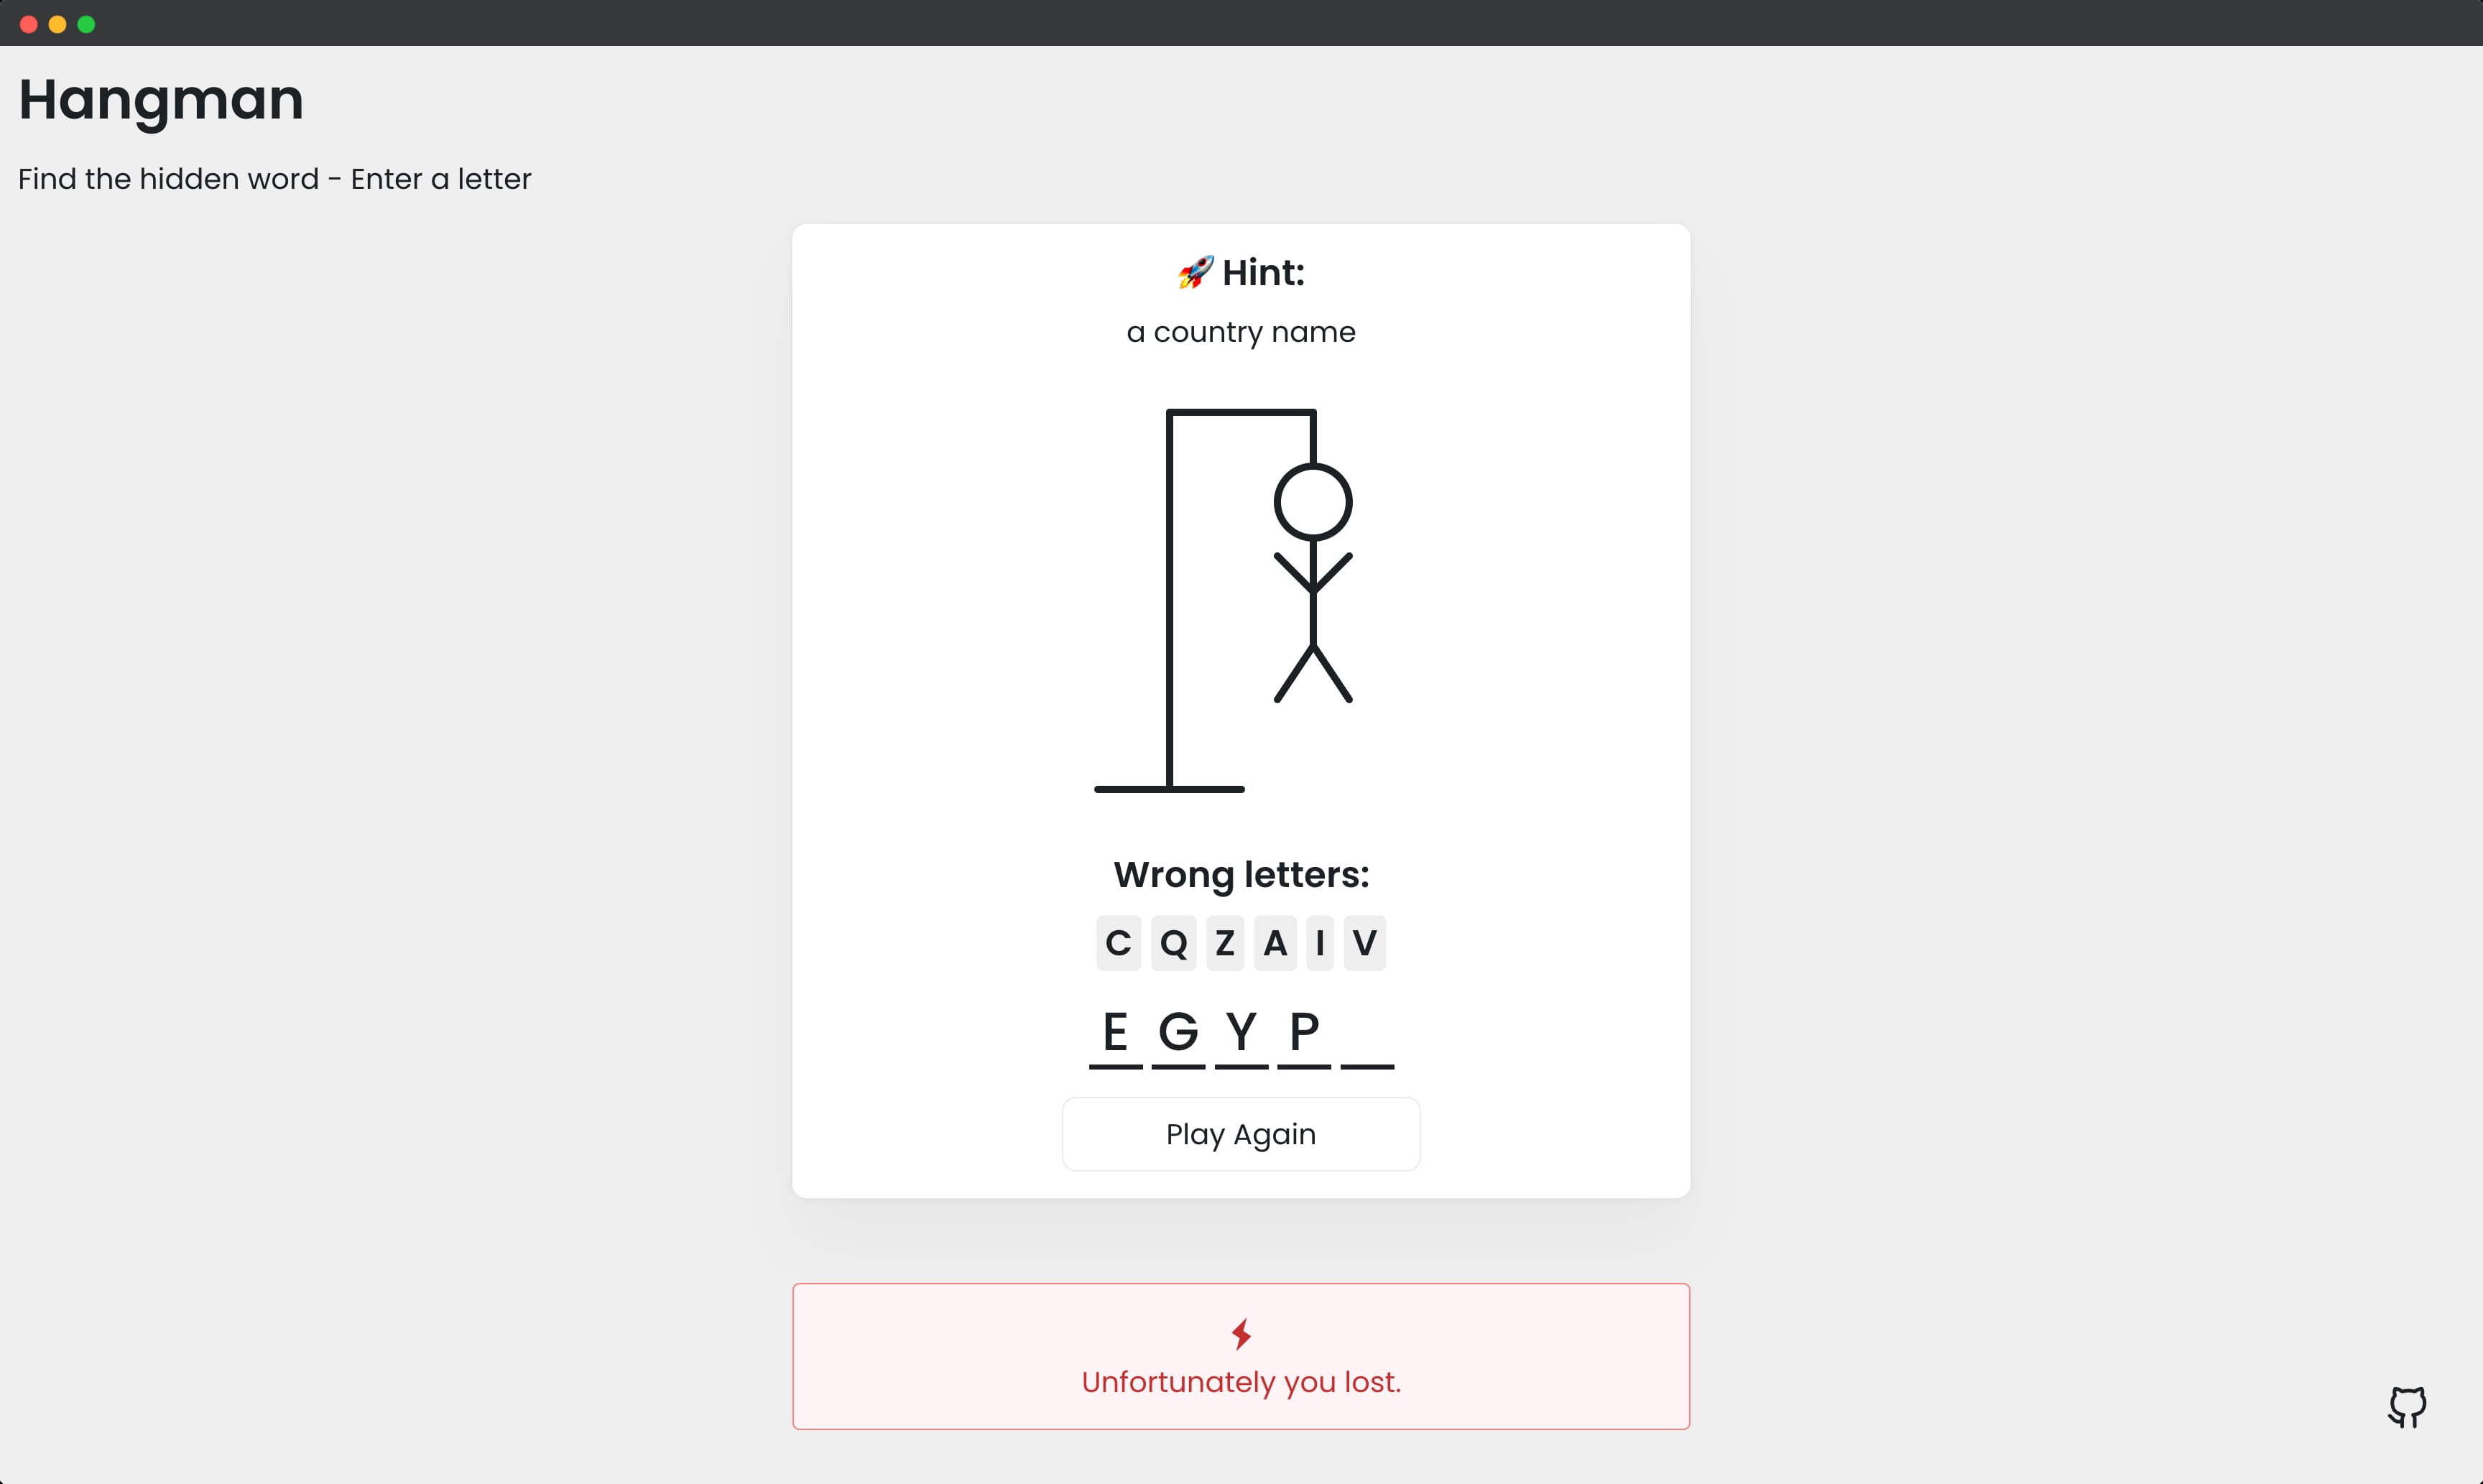 Hangman
Find the hidden word - Enter a letter
🚀 Hint:
a country name
Wrong letters:
C Q Z A I V
E G Y P
Play Again
Unfortunately you lost.